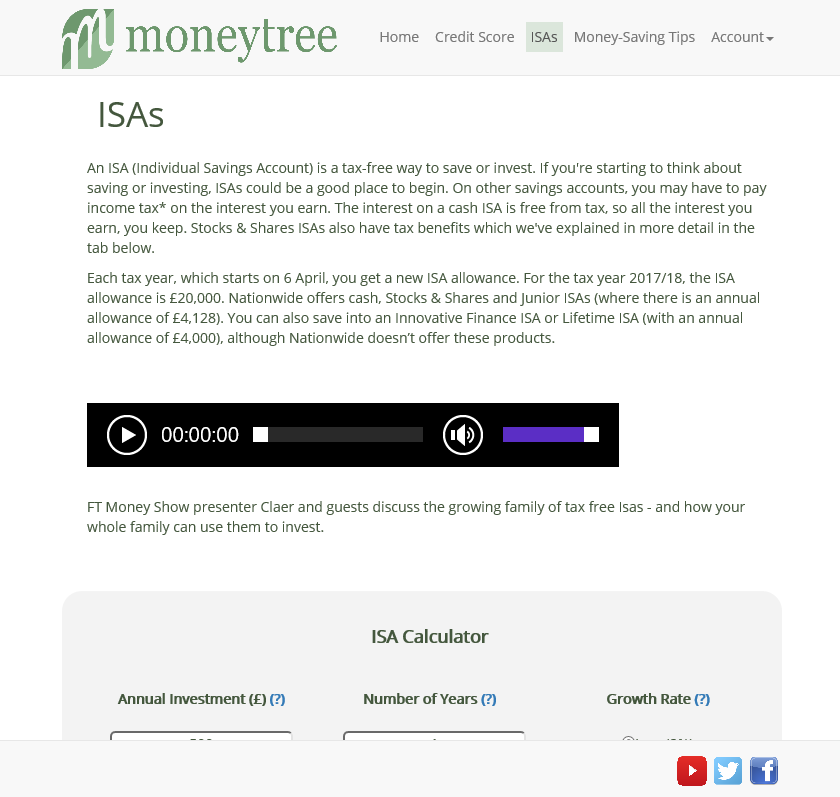 moneytree
Home Credit Score ISAs Money-Saving Tips Account
ISAs
An ISA (Individual Savings Account) is a tax-free way to save or invest. If you're starting to think about
saving or investing, ISAs could be a good place to begin. On other savings accounts, you may have to pay
income tax* on the interest you earn. The interest on a cash ISA is free from tax, so all the interest you
earn, you keep. Stocks & Shares ISAs also have tax benefits which we've explained in more detail in the
tab below.
Each tax year, which starts on 6 April, you get a new ISA allowance. For the tax year 2017/18, the ISA
allowance is £20,000. Nationwide offers cash, Stocks & Shares and Junior ISAs (where there is an annual
allowance of £4,128). You can also save into an Innovative Finance ISA or Lifetime ISA (with an annual
allowance of £4,000), although Nationwide doesn’t offer these products.
00:00:00
FT Money Show presenter Claer and guests discuss the growing family of tax free Isas - and how your
whole family can use them to invest.
ISA Calculator
Annual Investment (£) (?) Number of Years (?) Growth Rate (?)